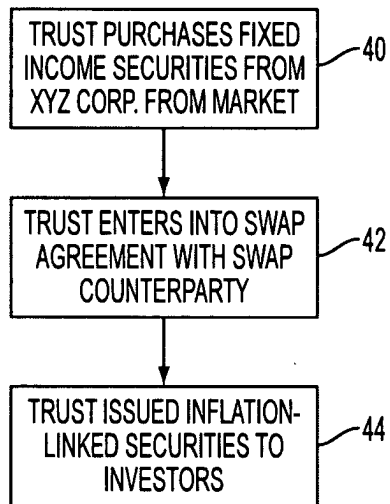 TRUST PURCHASES FIXED
INCOME SECURITIES FROM
XYZ CORP. FROM MARKET
40
TRUST ENTERS INTO SWAP
AGREEMENT WITH SWAP
COUNTERPARTY
42
TRUST ISSUED INFLATION-
LINKED SECURITIES TO
INVESTORS
44